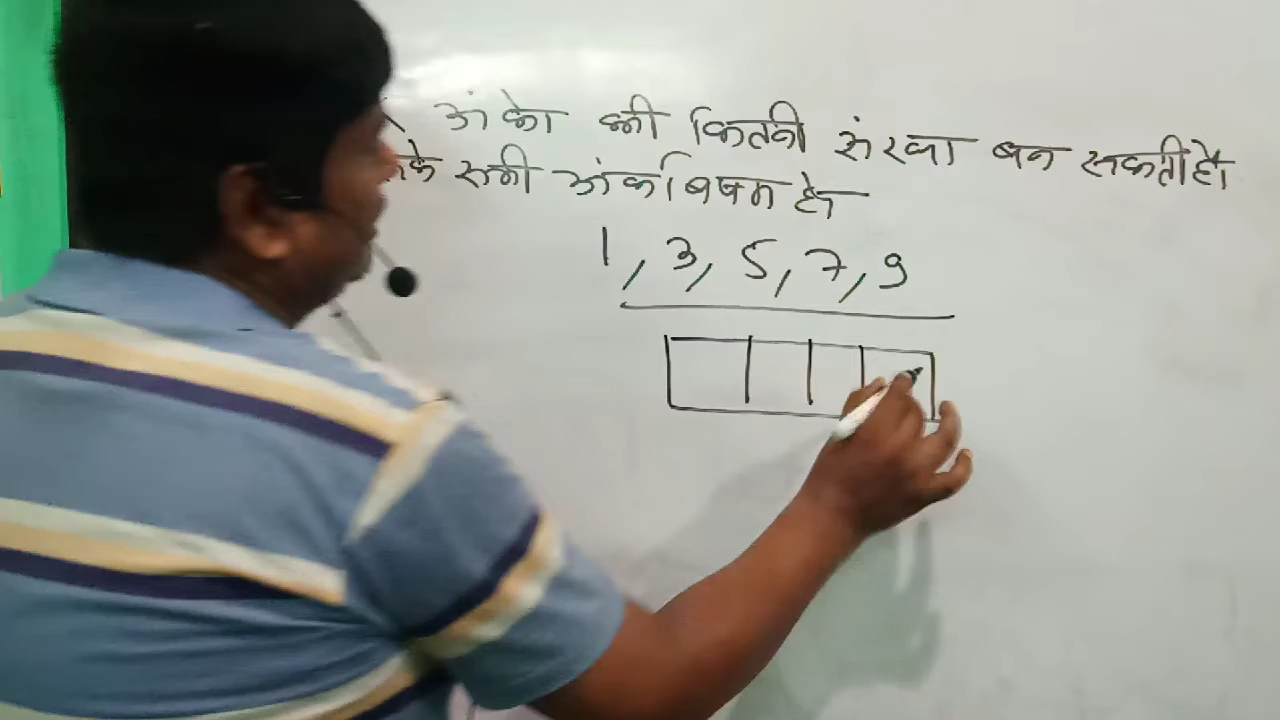 अंको की कितनी संख्या बन सकती है।
सभी अंक विषम हो
1, 3, 5, 7, 9